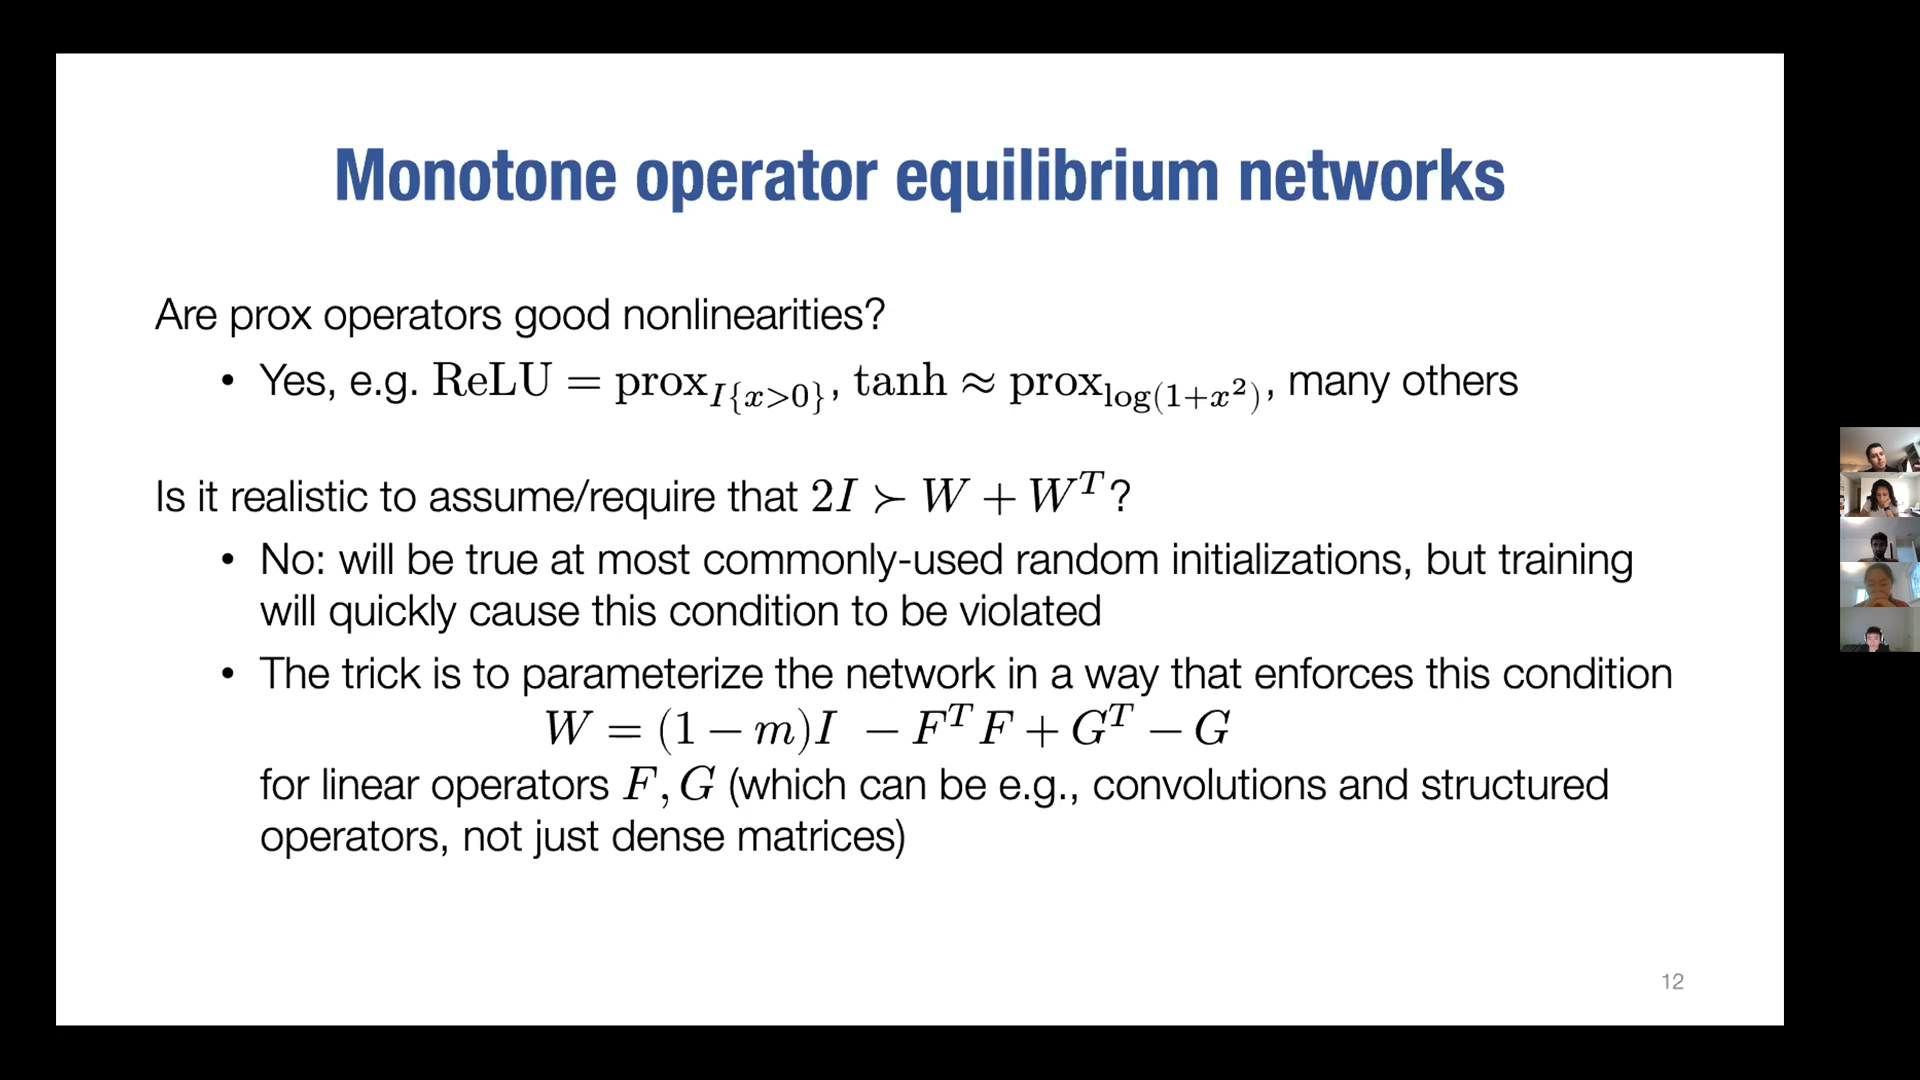 Monotone operator equilibrium networks
Are prox operators good nonlinearities?
• Yes, e.g. ReLU = prox_{I{x>0}}, tanh ≈ prox_{log(1+x²)}, many others
Is it realistic to assume/require that 2I ≻ W + W^T?
• No: will be true at most commonly-used random initializations, but training
will quickly cause this condition to be violated
• The trick is to parameterize the network in a way that enforces this condition
W = (1 − m)I − F^T F + G^T − G
for linear operators F, G (which can be e.g., convolutions and structured
operators, not just dense matrices)
12